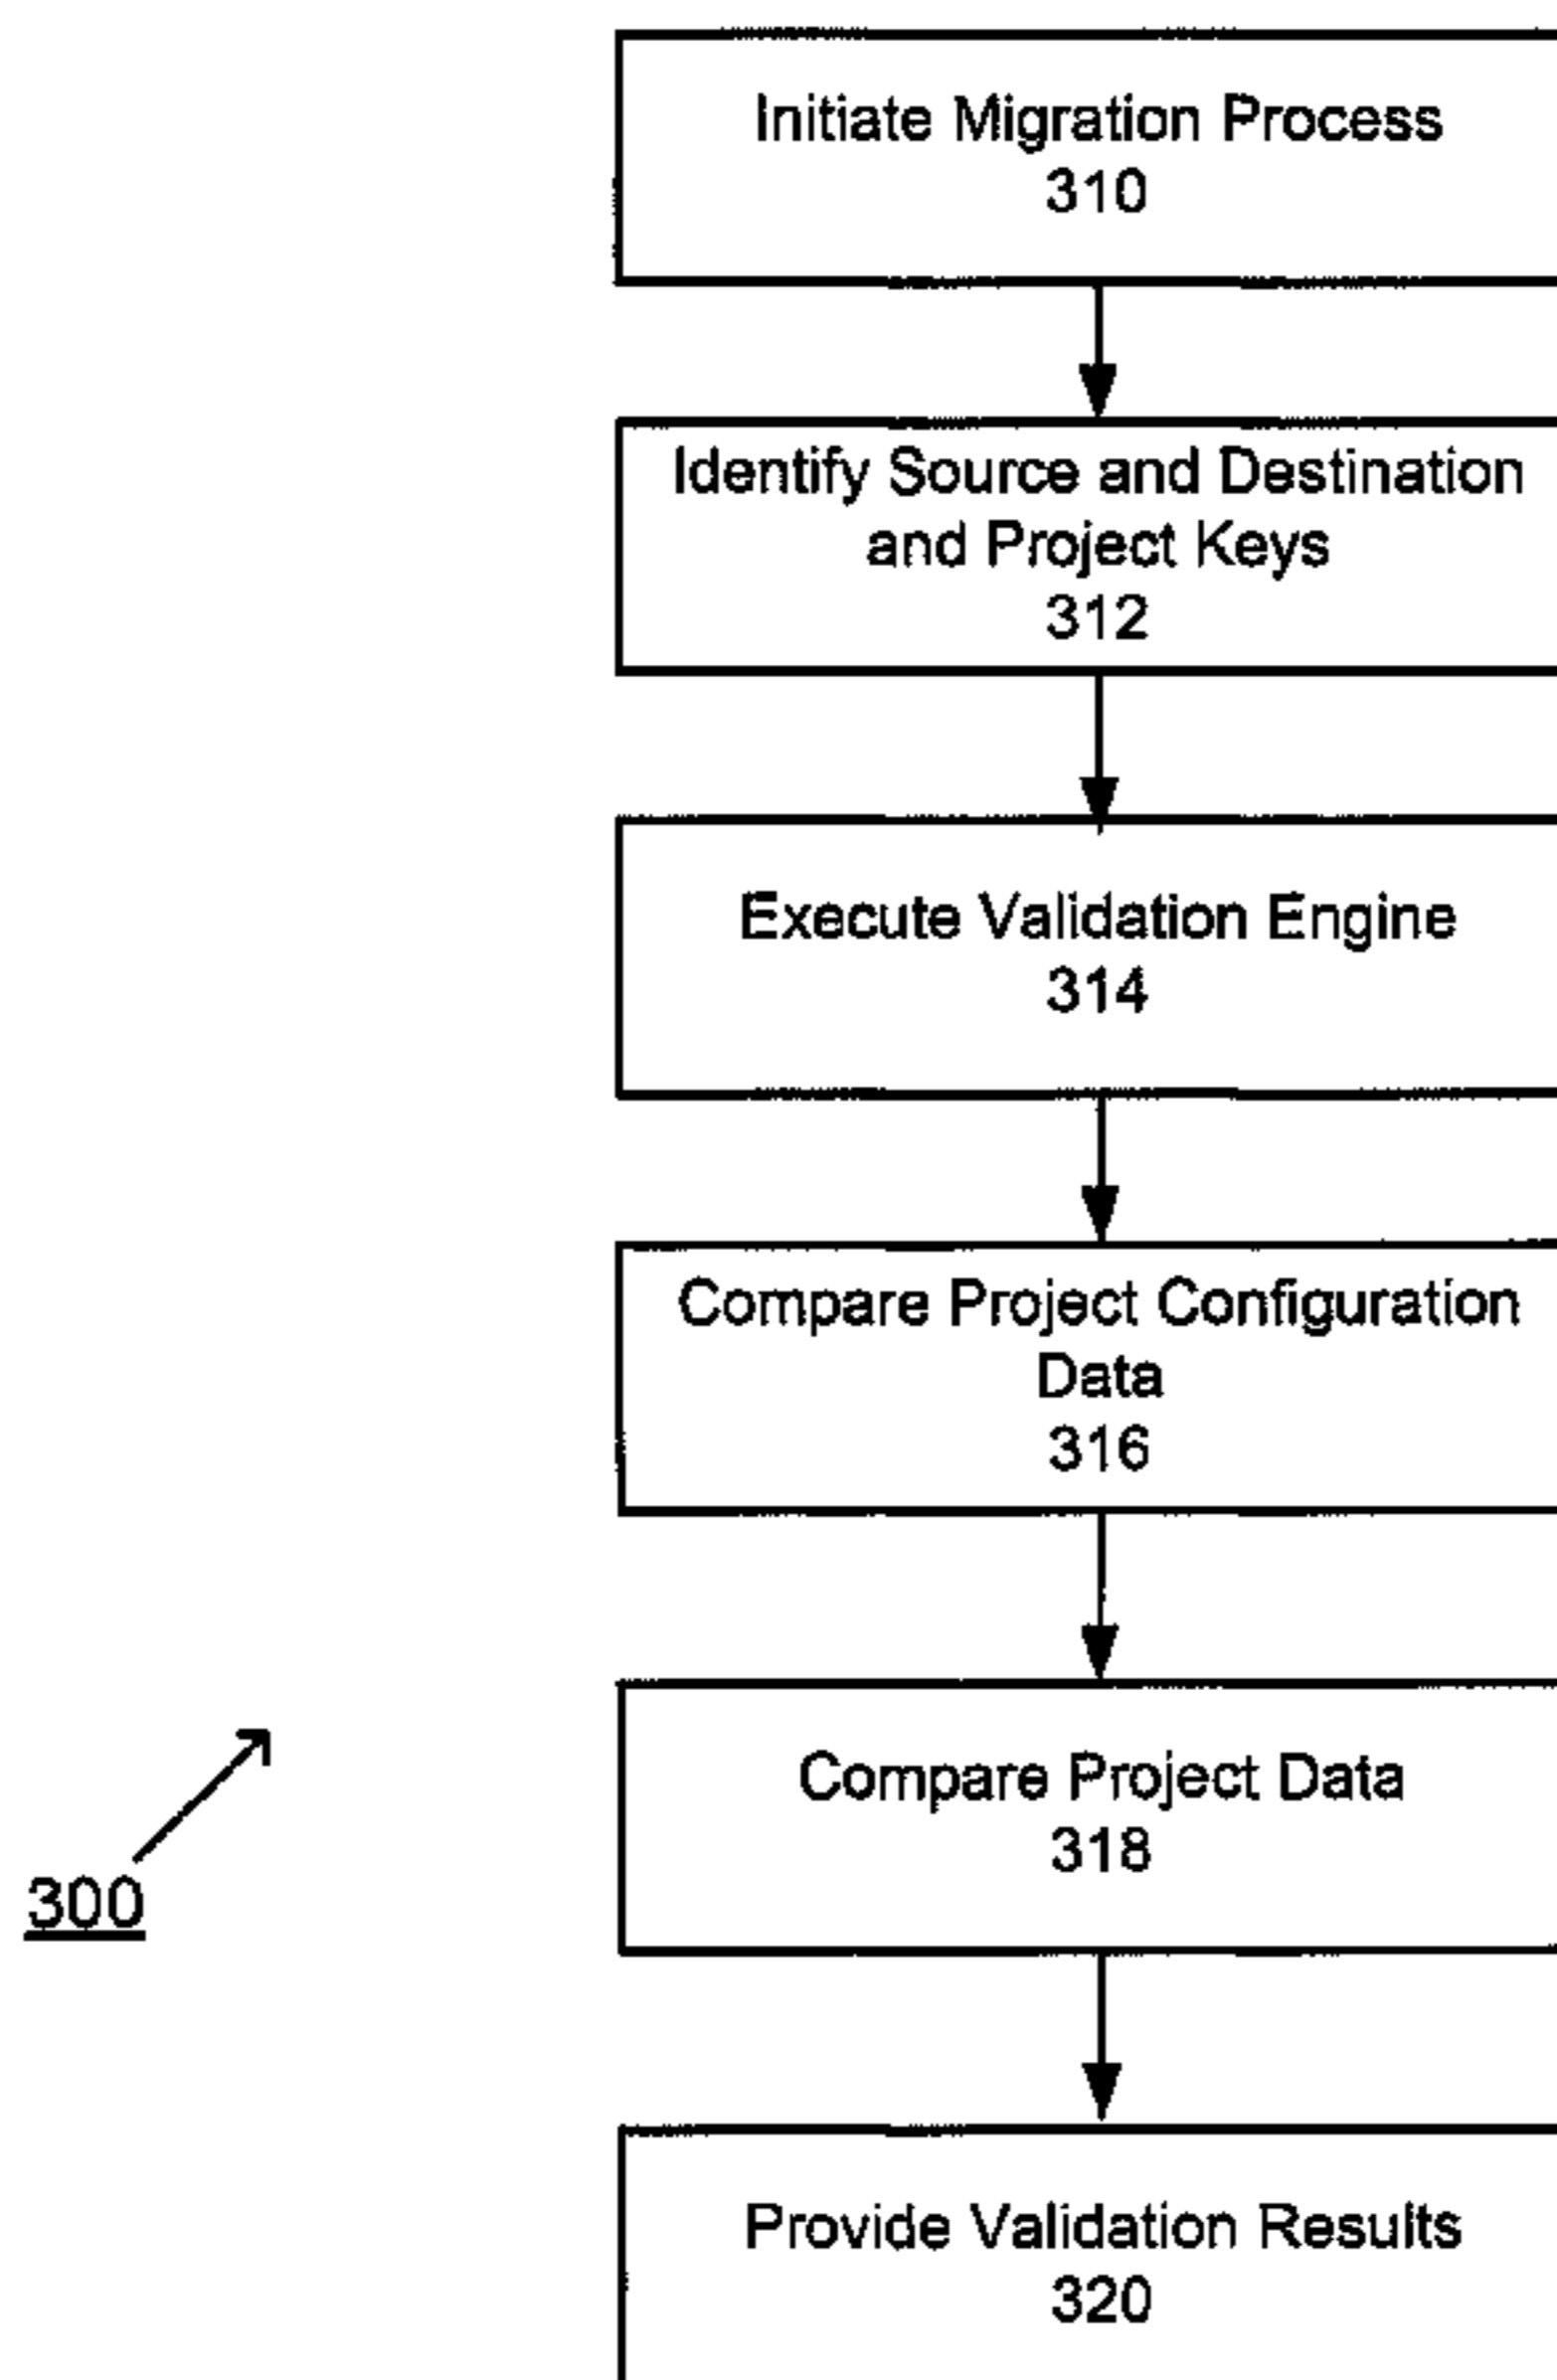 Initiate Migration Process
310
Identify Source and Destination
and Project Keys
312
Execute Validation Engine
314
Compare Project Configuration
Data
316
Compare Project Data
318
300
Provide Validation Results
320